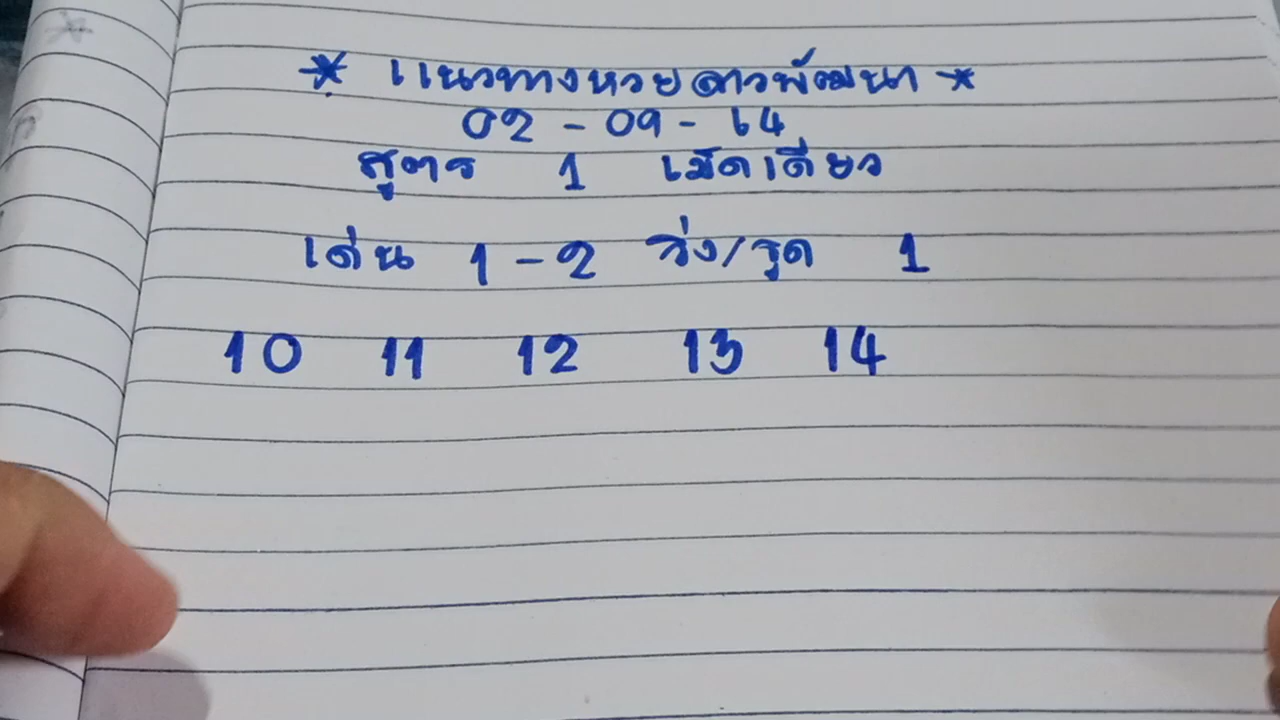 * แนวทางหวยลาวพัฒนา *
02 - 09 - 64
สูตร 1 เม็ดเดียว
เด่น 1 - 2 วิ่ง/รูด 1
10 11 12 13 14